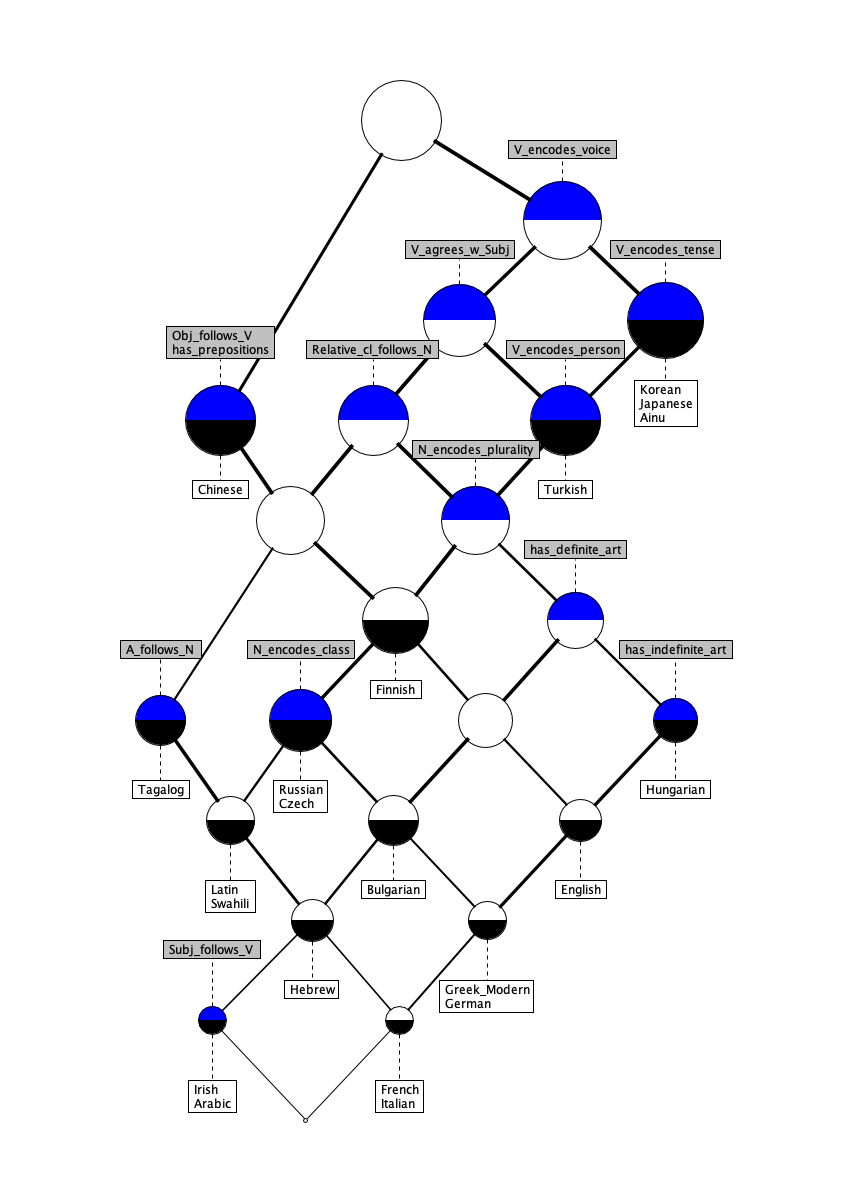 V_encodes_voice
V_agrees_w_Subj
V_encodes_tense
Obj_follows_V
has_prepositions
Relative_cl_follows_N
V_encodes_person
Korean
Japanese
Ainu
N_encodes_plurality
Chinese
Turkish
has_definite_art
A_follows_N
N_encodes_class
has_indefinite_art
Finnish
Tagalog
Russian
Czech
Hungarian
Latin
Swahili
Bulgarian
English
Subj_follows_V
Hebrew
Greek_Modern
German
Irish
Arabic
French
Italian